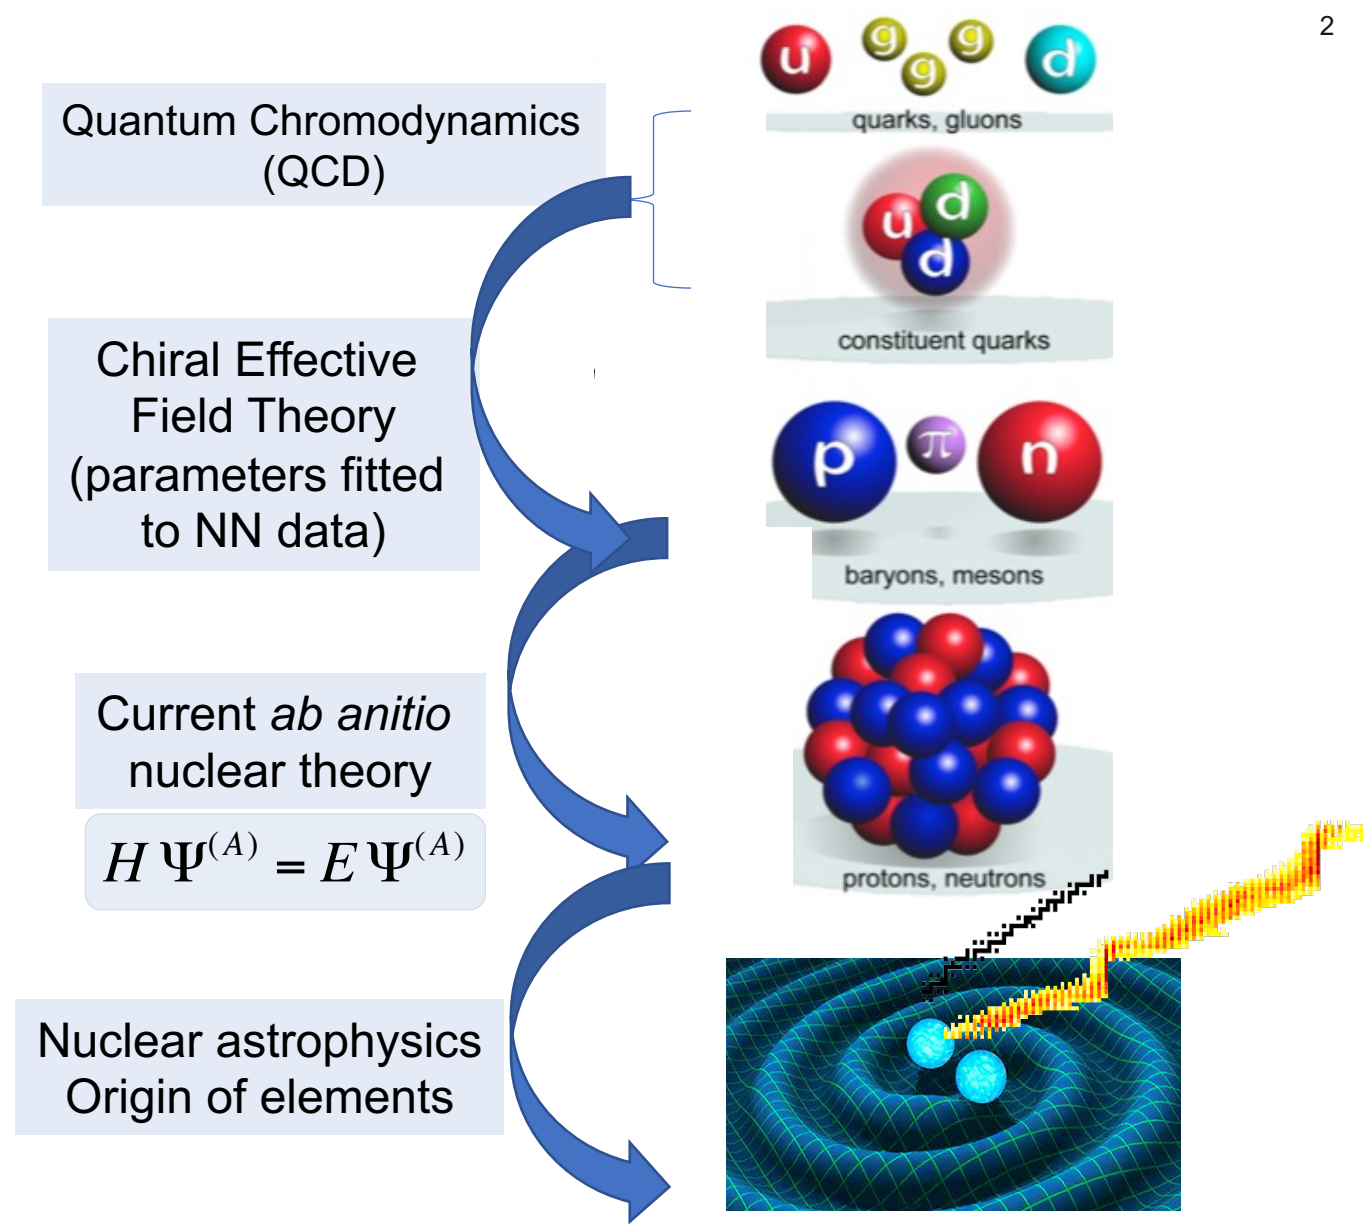 2
Quantum Chromodynamics
(QCD)
u g g g d
quarks, gluons
u d d
constituent quarks
Chiral Effective
Field Theory
(parameters fitted
to NN data)
p π n
baryons, mesons
Current ab anitio
nuclear theory
H Ψ^(A) = E Ψ^(A)
protons, neutrons
Nuclear astrophysics
Origin of elements